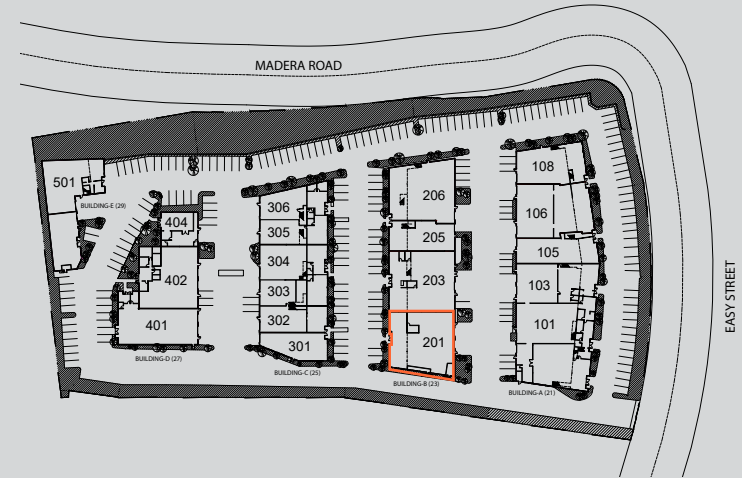 MADERA ROAD
EASY STREET
501
BUILDING-E (29)
404
402
401
BUILDING-D (27)
306
305
304
303
302
301
BUILDING-C (25)
206
205
203
201
BUILDING-B (23)
108
106
105
103
101
BUILDING-A (21)